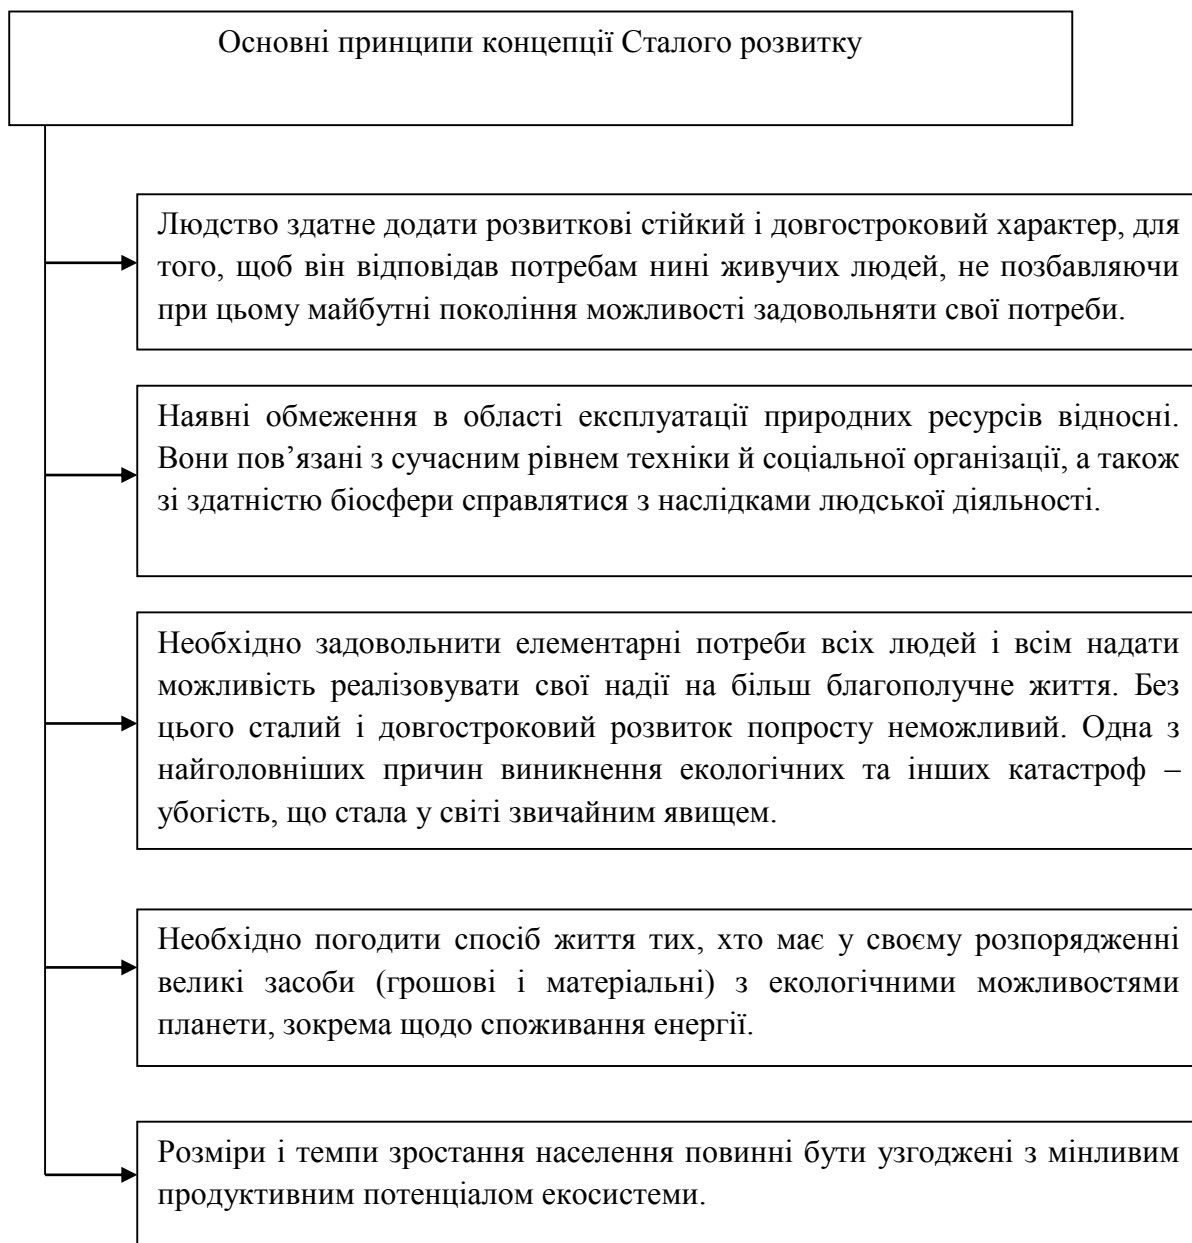 Основні принципи концепції Сталого розвитку
Людство здатне додати розвиткові стійкий і довгостроковий характер, для
того, щоб він відповідав потребам нині живучих людей, не позбавляючи
при цьому майбутні покоління можливості задовольняти свої потреби.
Наявні обмеження в області експлуатації природних ресурсів відносні.
Вони пов’язані з сучасним рівнем техніки й соціальної організації, а також
зі здатністю біосфери справлятися з наслідками людської діяльності.
Необхідно задовольнити елементарні потреби всіх людей і всім надати
можливість реалізовувати свої надії на більш благополучне життя. Без
цього сталий і довгостроковий розвиток попросту неможливий. Одна з
найголовніших причин виникнення екологічних та інших катастроф –
убогість, що стала у світі звичайним явищем.
Необхідно погодити спосіб життя тих, хто має у своєму розпорядженні
великі засоби (грошові і матеріальні) з екологічними можливостями
планети, зокрема щодо споживання енергії.
Розміри і темпи зростання населення повинні бути узгоджені з мінливим
продуктивним потенціалом екосистеми.